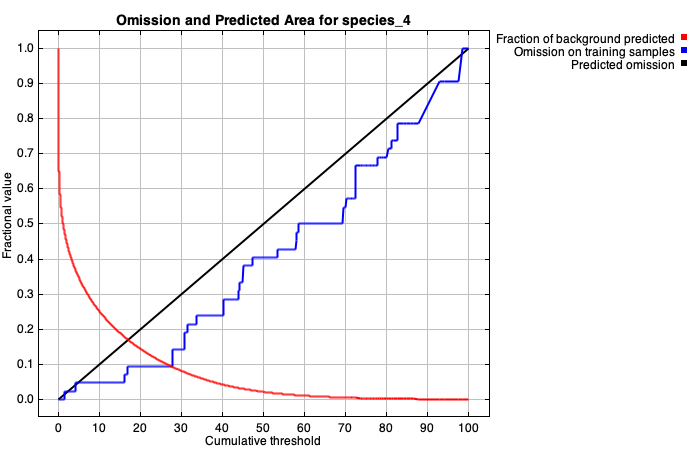 Omission and Predicted Area for species_4
Fraction of background predicted
Omission on training samples
Predicted omission
Fractional value
1.0
0.9
0.8
0.7
0.6
0.5
0.4
0.3
0.2
0.1
0.0
0 10 20 30 40 50 60 70 80 90 100
Cumulative threshold